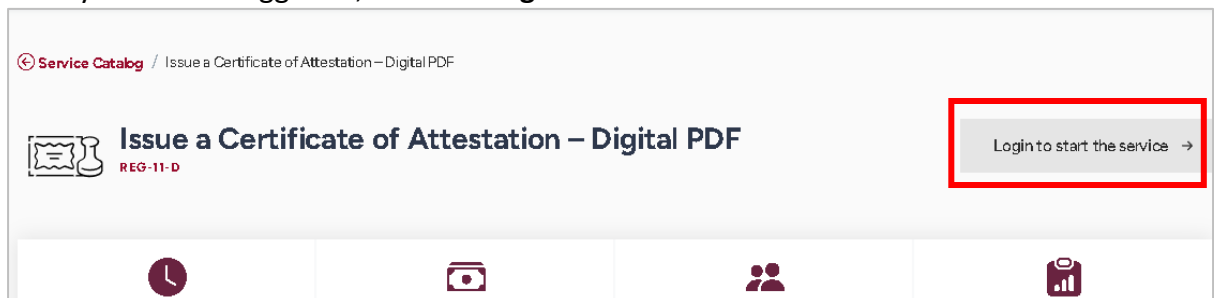 Service Catalog / Issue a Certificate of Attestation – Digital PDF
Issue a Certificate of Attestation – Digital PDF
REG-11-D
Login to start the service →